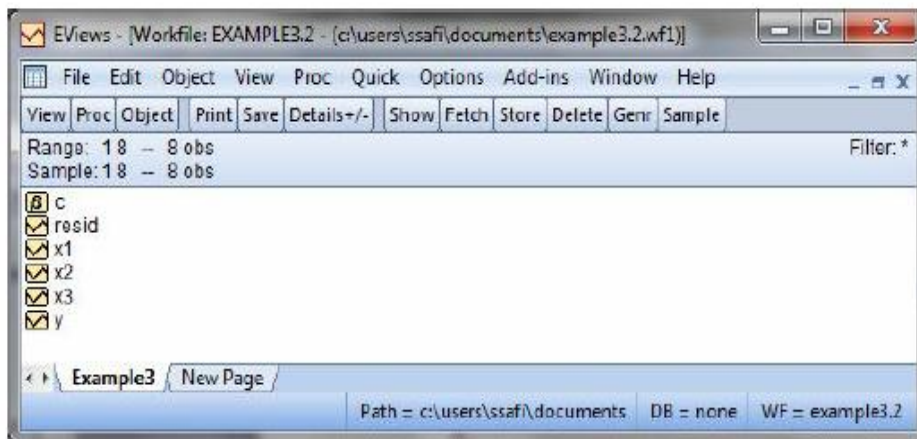 EViews - [Workfile: EXAMPLE3.2 - (c:\users\ssafi\documents\example3.2.wf1)]
File Edit Object View Proc Quick Options Add-ins Window Help
View Proc Object Print Save Details+/- Show Fetch Store Delete Genr Sample
Range: 1 8 -- 8 obs Filter: *
Sample: 1 8 -- 8 obs
β c
resid
x1
x2
x3
y
Example3 New Page
Path = c:\users\ssafi\documents DB = none WF = example3.2